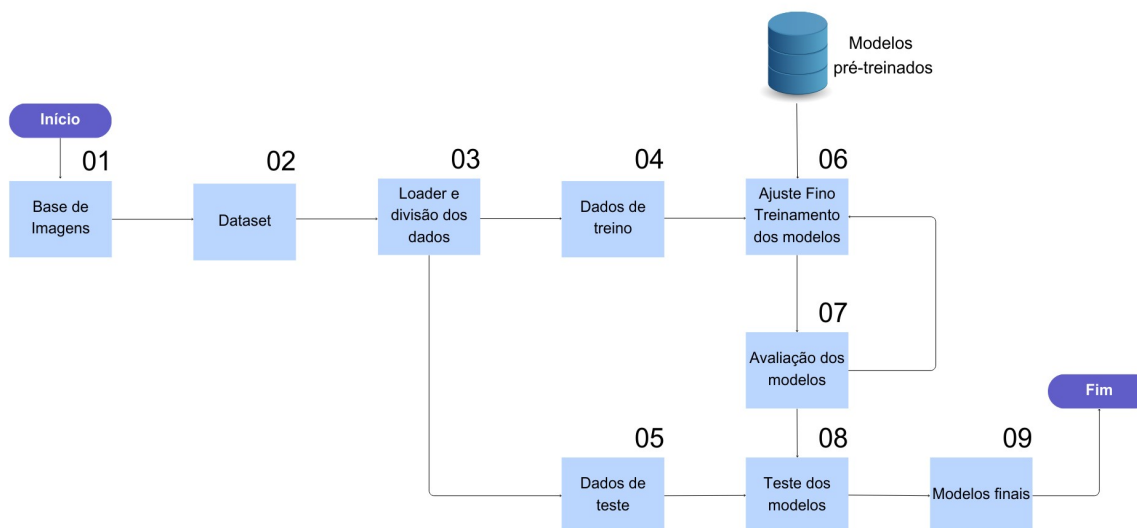 Modelos
pré-treinados
Início
01
Base de
Imagens
02
Dataset
03
Loader e
divisão dos
dados
04
Dados de
treino
06
Ajuste Fino
Treinamento
dos modelos
07
Avaliação dos
modelos
Fim
05
Dados de
teste
08
Teste dos
modelos
09
Modelos finais